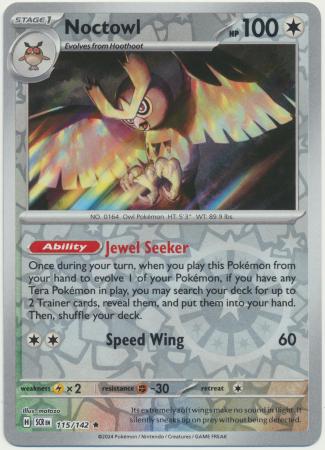 STAGE 1
Noctowl
HP 100
Evolves from Hoothoot
NO. 0164 Owl Pokémon HT: 5'3" WT: 89.9 lbs.
Ability Jewel Seeker
Once during your turn, when you play this Pokémon from
your hand to evolve 1 of your Pokémon, if you have any
Tera Pokémon in play, you may search your deck for up to
2 Trainer cards, reveal them, and put them into your hand.
Then, shuffle your deck.
Speed Wing 60
weakness ×2 resistance -30 retreat
Illus. matazo
H SCR EN 115/142
Its extremely soft wings make no sound in flight. It
silently sneaks up on prey without being detected.
©2024 Pokémon / Nintendo / Creatures / GAME FREAK